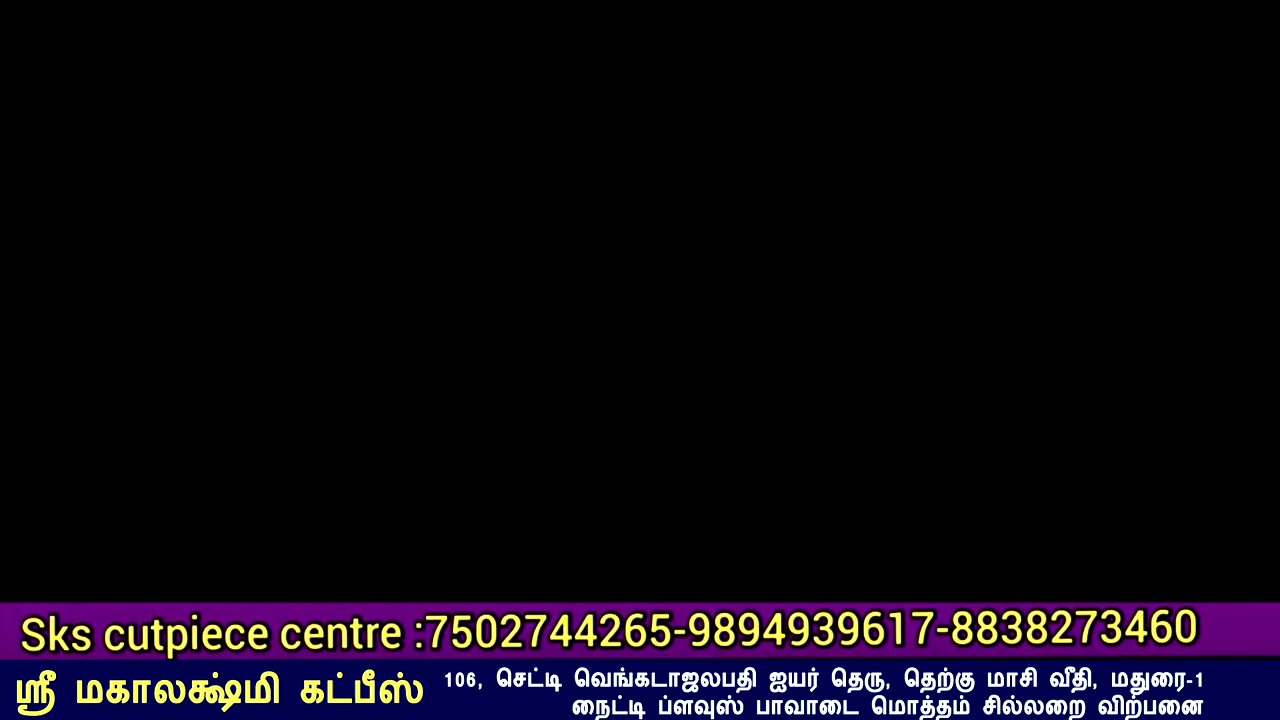 Sks cutpiece centre :7502744265-9894939617-8838273460
ஸ்ரீ மகாலக்ஷ்மி கட்பீஸ்
106, செட்டி வெங்கடாஜலபதி ஐயர் தெரு, தெற்கு மாசி வீதி, மதுரை-1
நைட்டி ப்ளவுஸ் பாவாடை மொத்தம் சில்லறை விற்பனை